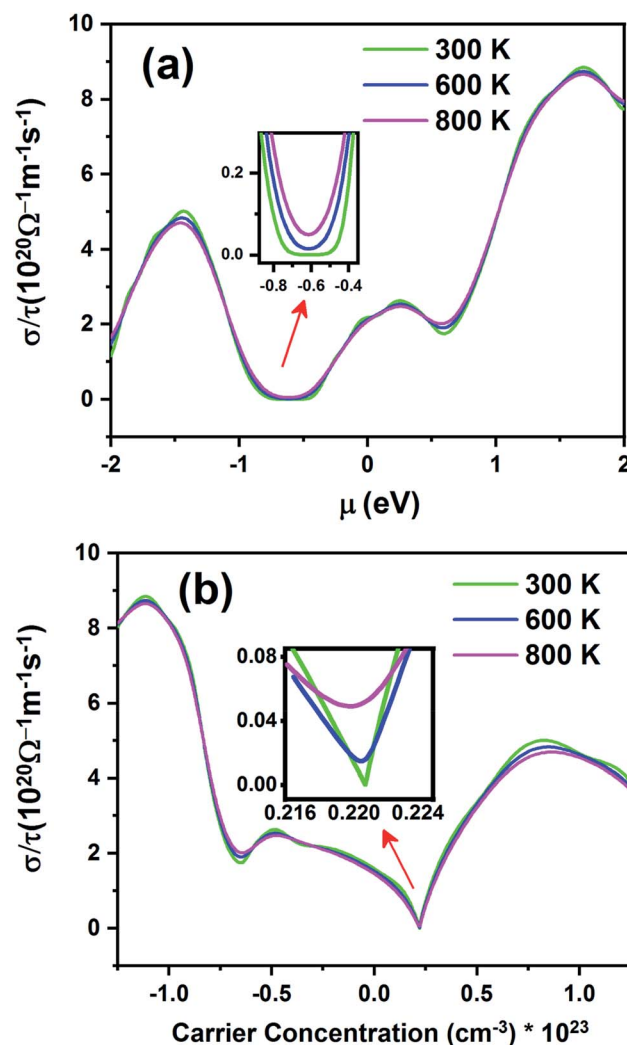 (a)
300 K
600 K
800 K
10
8
6
4
2
0
σ/τ(10²⁰Ω⁻¹m⁻¹s⁻¹)
0.2
0.0
-0.8 -0.6 -0.4
-2 -1 0 1 2
μ (eV)
(b)
300 K
600 K
800 K
10
8
6
4
2
0
σ/τ(10²⁰Ω⁻¹m⁻¹s⁻¹)
0.08
0.04
0.00
0.216 0.220 0.224
-1.0 -0.5 0.0 0.5 1.0
Carrier Concentration (cm⁻³) * 10²³